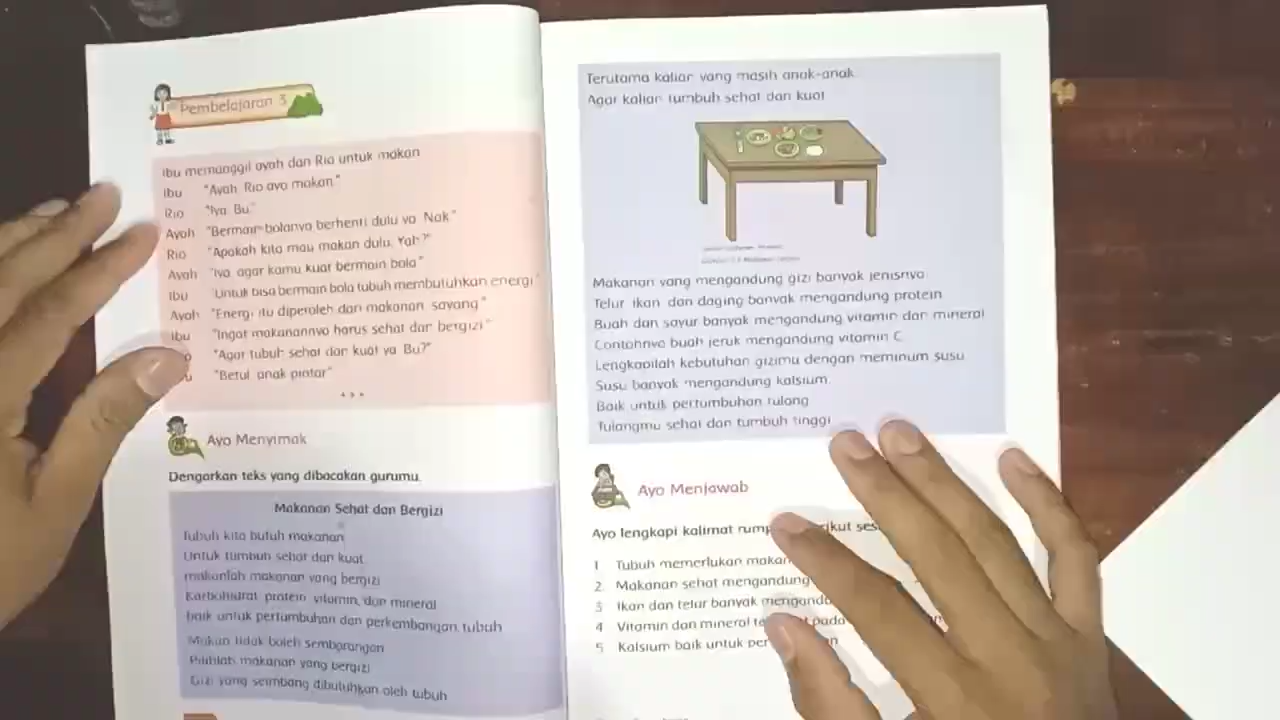 Pembelajaran 3
Ibu memanggil ayah dan Rio untuk makan
Ibu "Ayah Rio ayo makan"
Rio "Iya Bu"
Ayah "Bermain bolanya berhenti dulu ya Nak"
Rio "Apakah kita mau makan dulu, Yah?"
Ayah "Iya agar kamu kuat bermain bola"
Ibu "Untuk bisa bermain bola tubuh membutuhkan energi"
Ayah "Energi itu diperoleh dari makanan sayang"
Ibu "Ingat makanannya harus sehat dan bergizi"
"Agar tubuh sehat dan kuat ya Bu?"
"Betul anak pintar"
Ayo Menyimak
Dengarkan teks yang dibacakan gurumu.
Makanan Sehat dan Bergizi
Tubuh kita butuh makanan
Untuk tumbuh sehat dan kuat
makanlah makanan yang bergizi
Karbohidrat protein vitamin, dan mineral
baik untuk pertumbuhan dan perkembangan tubuh
Makan tidak boleh sembarangan
Pilihlah makanan yang bergizi
Gizi yang seimbang dibutuhkan oleh tubuh
Terutama kalian yang masih anak-anak
Agar kalian tumbuh sehat dan kuat
Makanan yang mengandung gizi banyak jenisnya
Telur ikan dan daging banyak mengandung protein
Buah dan sayur banyak mengandung vitamin dan mineral
Contohnya buah jeruk mengandung vitamin C
Lengkapilah kebutuhan gizimu dengan meminum susu
Susu banyak mengandung kalsium
Baik untuk pertumbuhan tulang
Tulangmu sehat dan tumbuh tinggi
Ayo Menjawab
Ayo lengkapi kalimat
1 Tubuh memerlukan
2. Makanan sehat mengandung
3 Ikan dan telur banyak
4 Vitamin dan mineral pada
5 Kalsium baik untuk